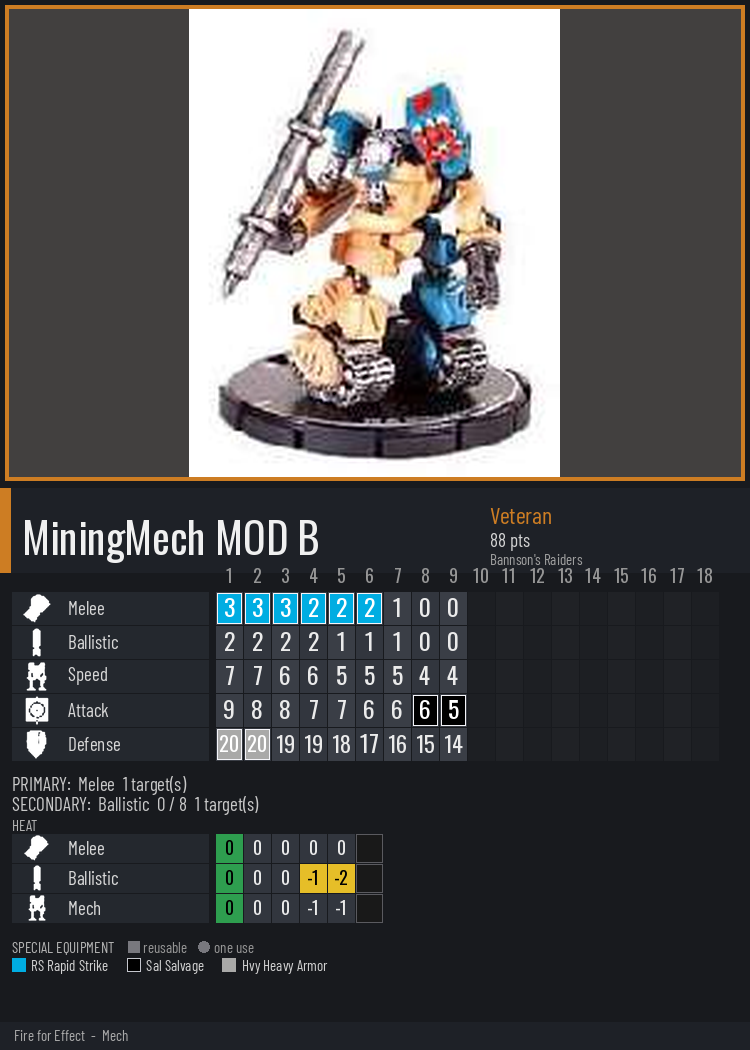 MiningMech MOD B
Veteran
88 pts
Bannson's Raiders
1 2 3 4 5 6 7 8 9 10 11 12 13 14 15 16 17 18
Melee 3 3 3 2 2 2 1 0 0
Ballistic 2 2 2 2 1 1 1 0 0
Speed 7 7 6 6 5 5 5 4 4
Attack 9 8 8 7 7 6 6 6 5
Defense 20 20 19 19 18 17 16 15 14
PRIMARY: Melee 1 target(s)
SECONDARY: Ballistic 0 / 8 1 target(s)
HEAT
Melee 0 0 0 0 0
Ballistic 0 0 0 -1 -2
Mech 0 0 0 -1 -1
SPECIAL EQUIPMENT reusable one use
RS Rapid Strike Sal Salvage Hvy Heavy Armor
Fire for Effect - Mech